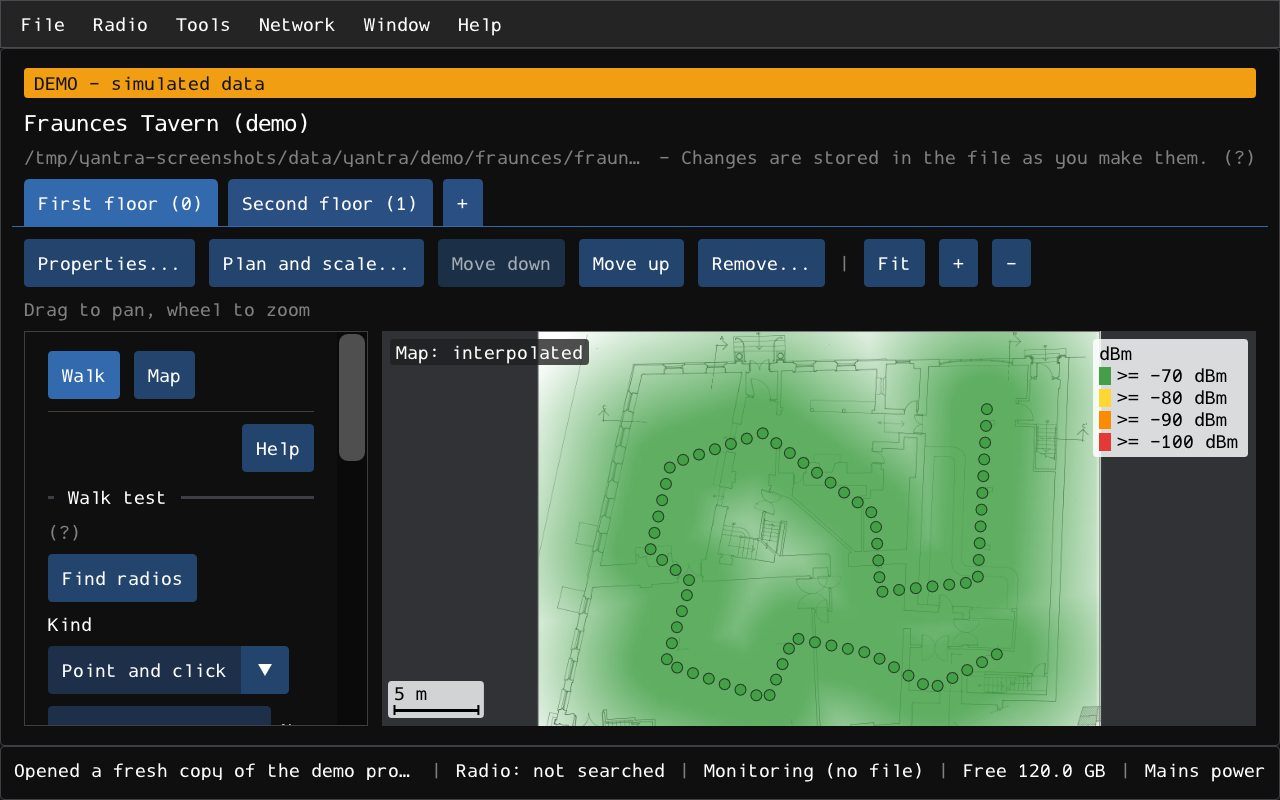 File Radio Tools Network Window Help
DEMO - simulated data
Fraunces Tavern (demo)
/tmp/yantra-screenshots/data/yantra/demo/fraunces/fraun… - Changes are stored in the file as you make them. (?)
First floor (0) Second floor (1) +
Properties... Plan and scale... Move down Move up Remove... | Fit + -
Drag to pan, wheel to zoom
Walk Map
Help
Walk test
(?)
Find radios
Kind
Point and click
Map: interpolated
dBm
>= -70 dBm
>= -80 dBm
>= -90 dBm
>= -100 dBm
5 m
Opened a fresh copy of the demo pro… | Radio: not searched | Monitoring (no file) | Free 120.0 GB | Mains power